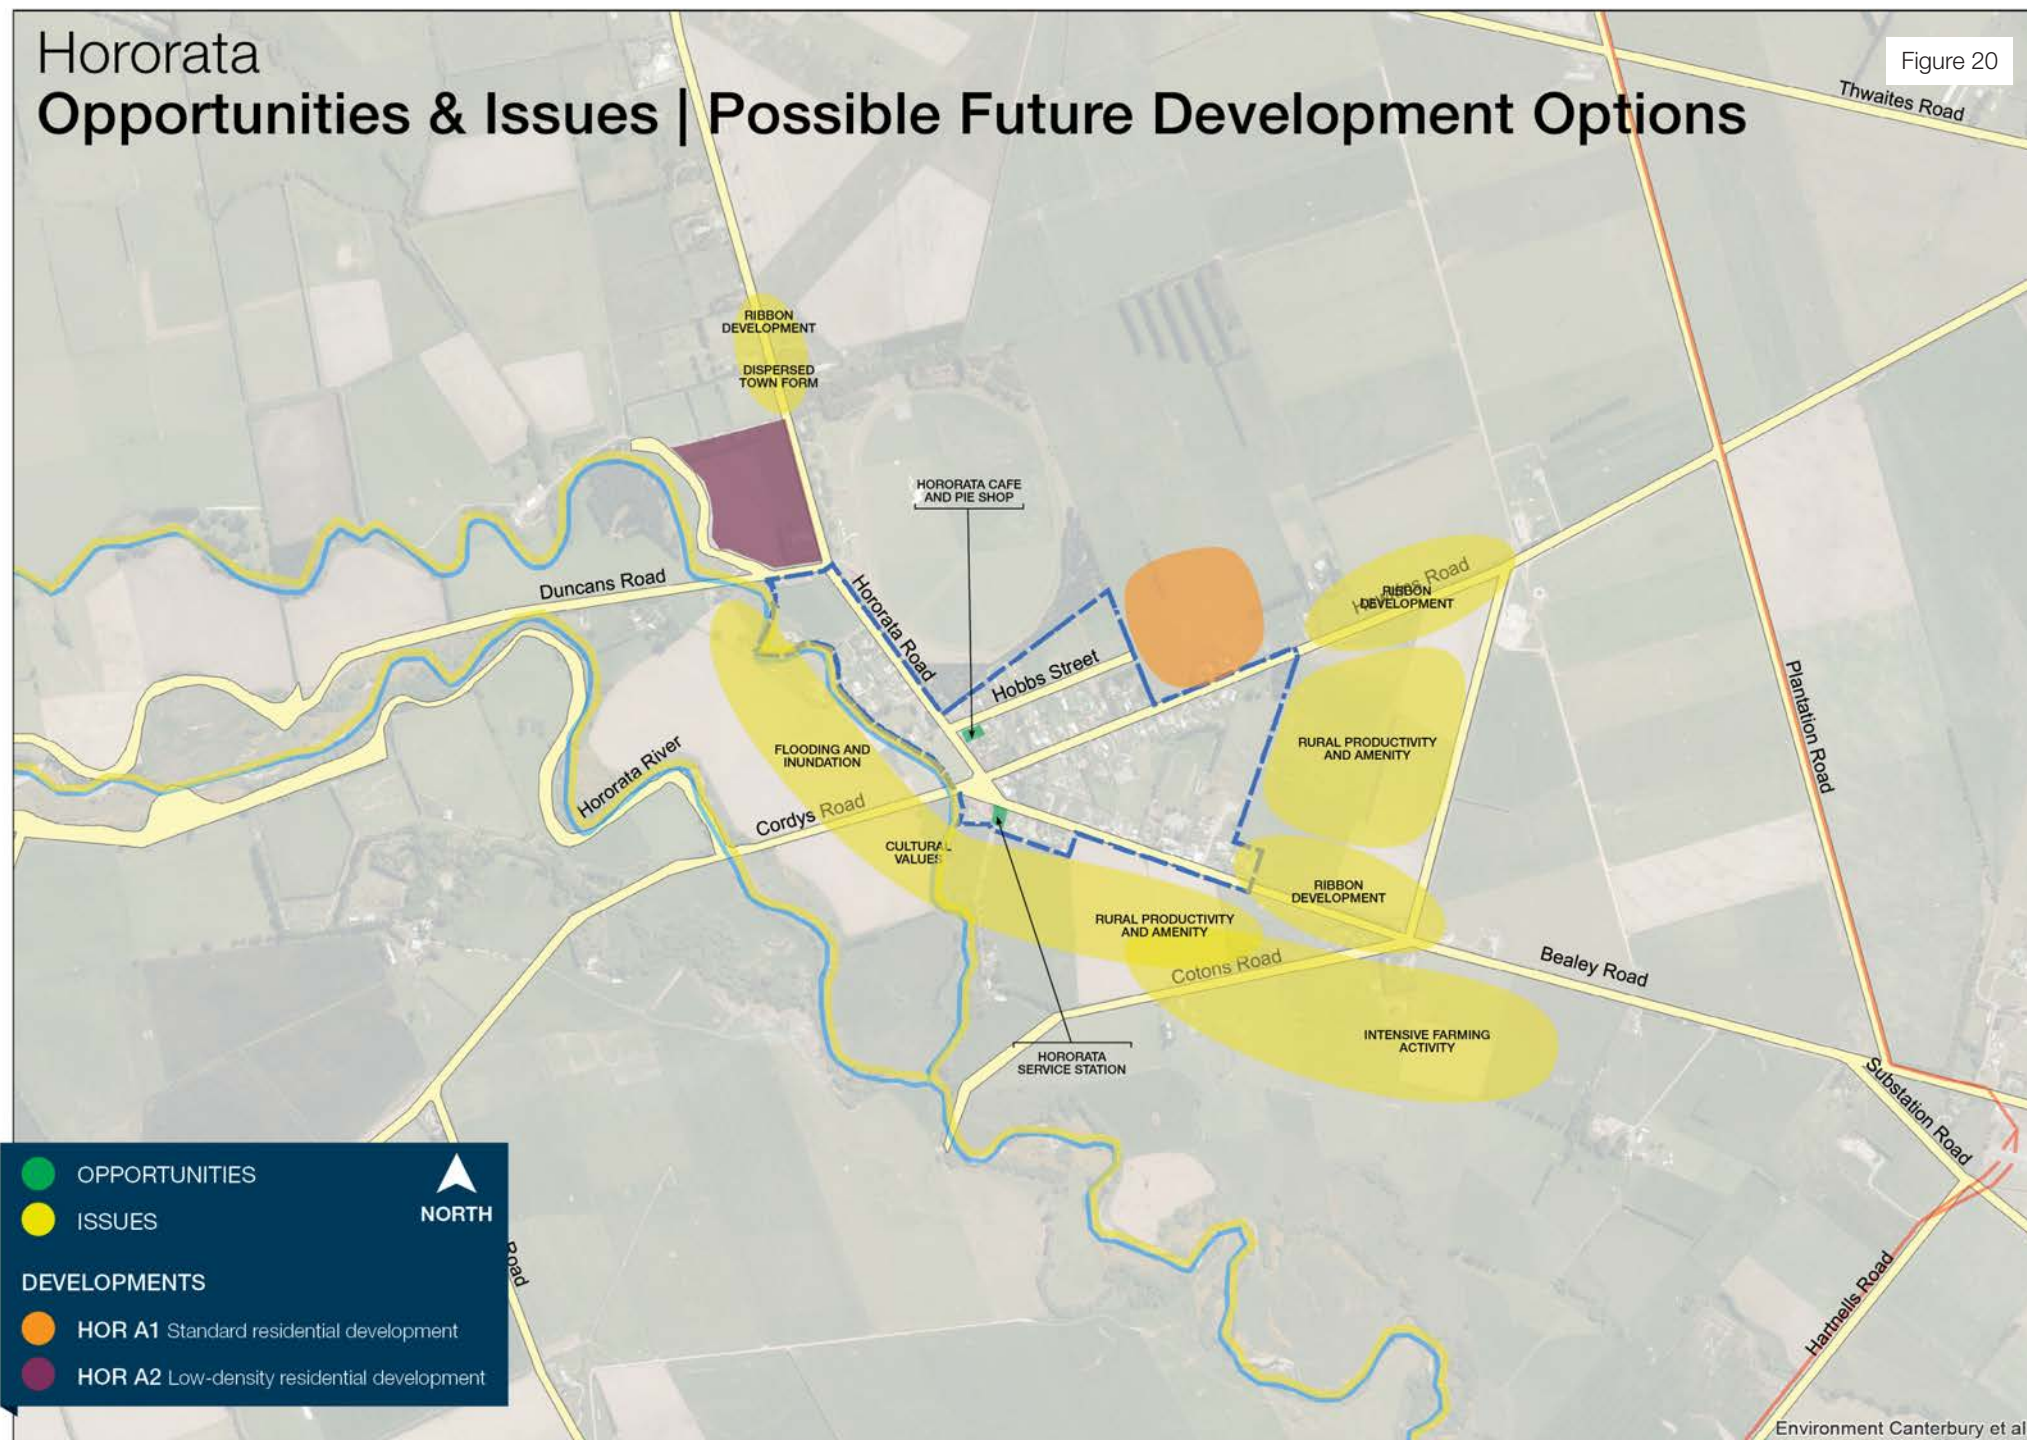 Hororata
Opportunities & Issues | Possible Future Development Options
Figure 20
Thwaites Road
RIBBON
DEVELOPMENT
DISPERSED
TOWN FORM
HORORATA CAFE
AND PIE SHOP
Duncans Road
Hororata Road
Road
RIBBON
DEVELOPMENT
Hobbs Street
Plantation Road
FLOODING AND
INUNDATION
RURAL PRODUCTIVITY
AND AMENITY
Hororata River
Cordys Road
CULTURAL
VALUES
RIBBON
DEVELOPMENT
RURAL PRODUCTIVITY
AND AMENITY
Cotons Road
Bealey Road
INTENSIVE FARMING
ACTIVITY
HORORATA
SERVICE STATION
Substation Road
Hartnells Road
Road
OPPORTUNITIES
ISSUES
NORTH
DEVELOPMENTS
HOR A1 Standard residential development
HOR A2 Low-density residential development
Environment Canterbury et al